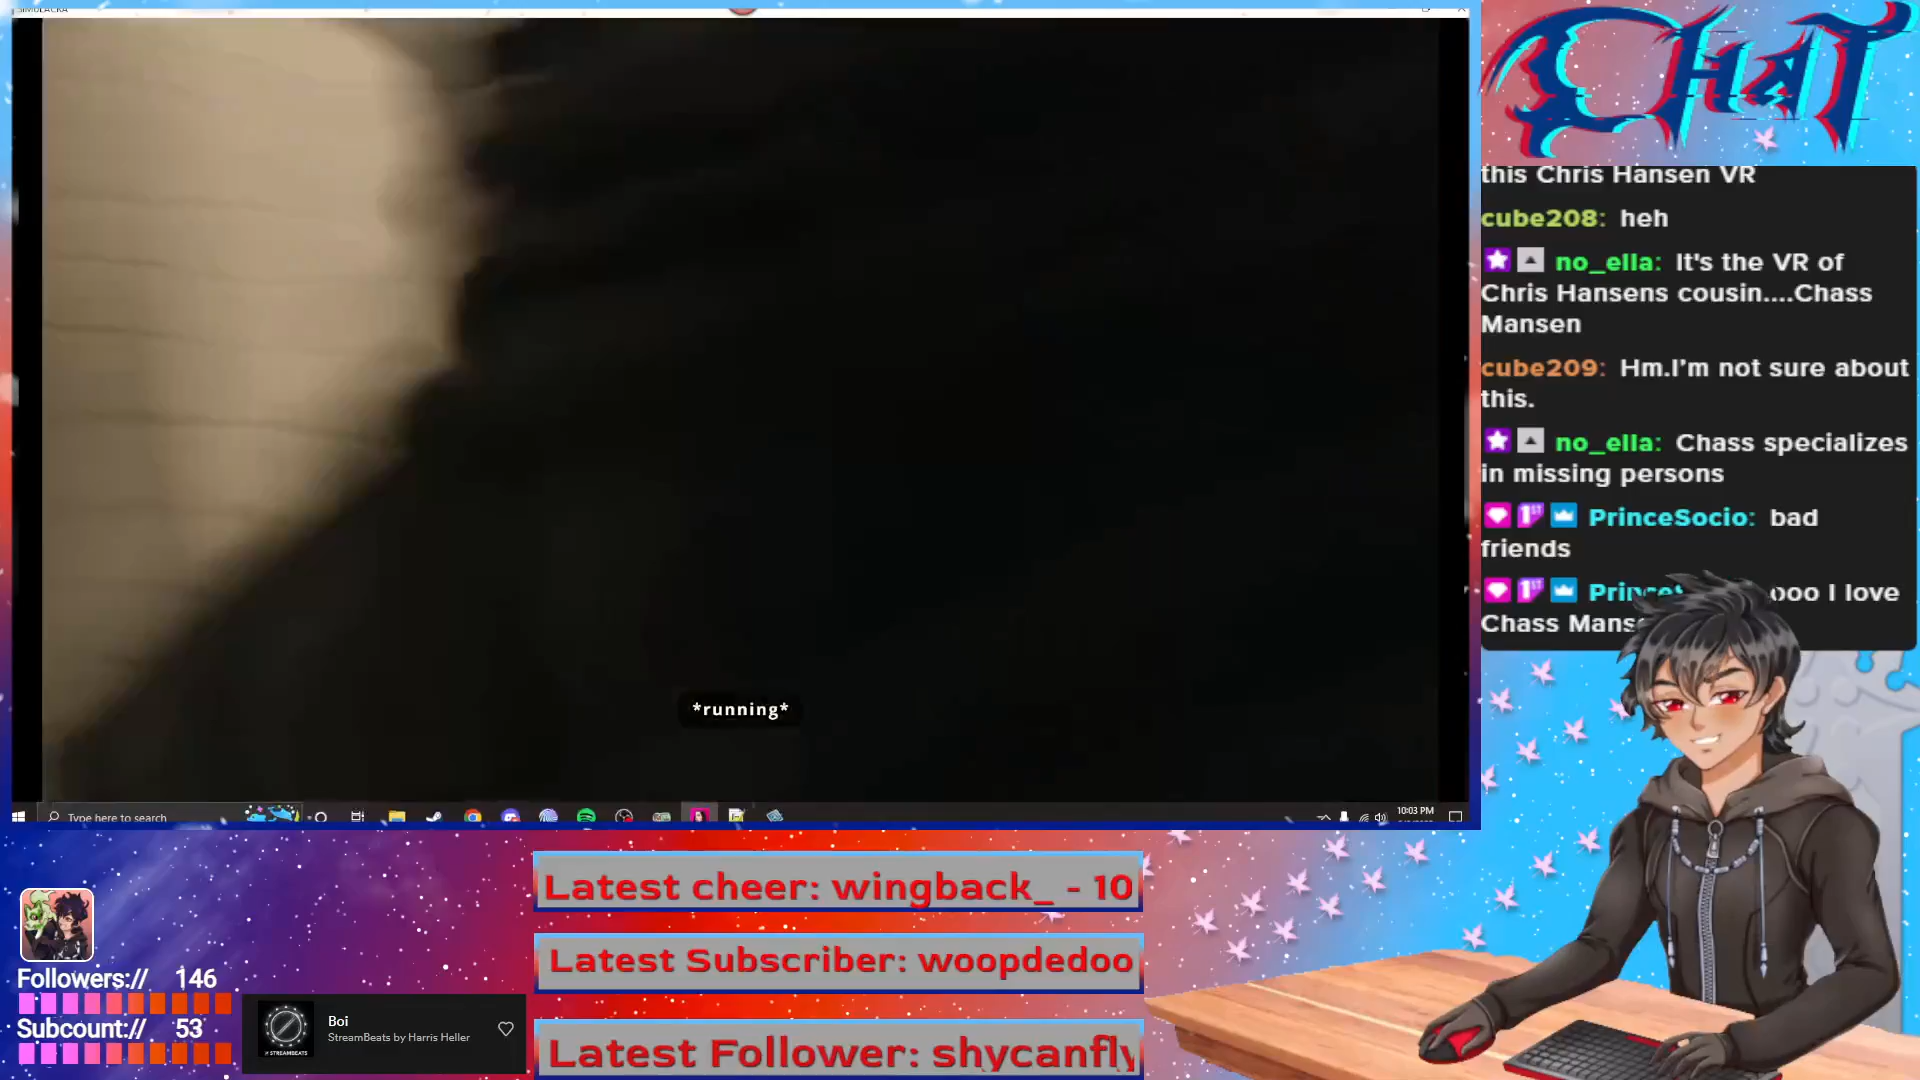 SIMULACRA
Chat
this Chris Hansen VR
cube208: heh
no_ella: It's the VR of
Chris Hansens cousin....Chass
Mansen
cube209: Hm.I'm not sure about
this.
no_ella: Chass specializes
in missing persons
PrinceSocio: bad
friends
ooo I love
Chass
*running*
Type here to search
10:03 PM
Latest cheer: wingback_ - 10
Latest Subscriber: woopdedoo
Latest Follower: shycanfly
Followers:// 146
Subcount:// 53
Boi
StreamBeats by Harris Heller
STREAMBEATS